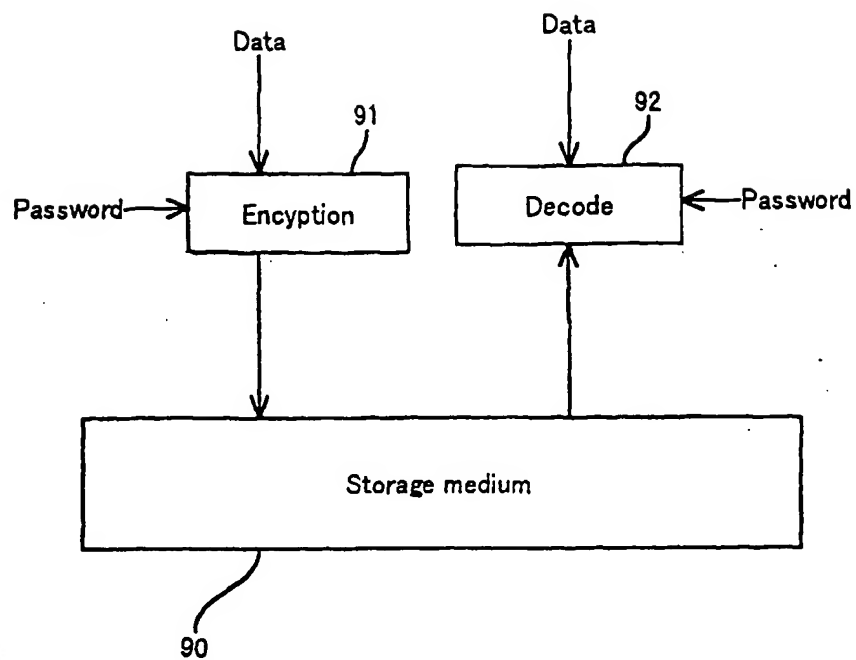 Data
Data
91
92
Password
Encyption
Decode
Password
Storage medium
90